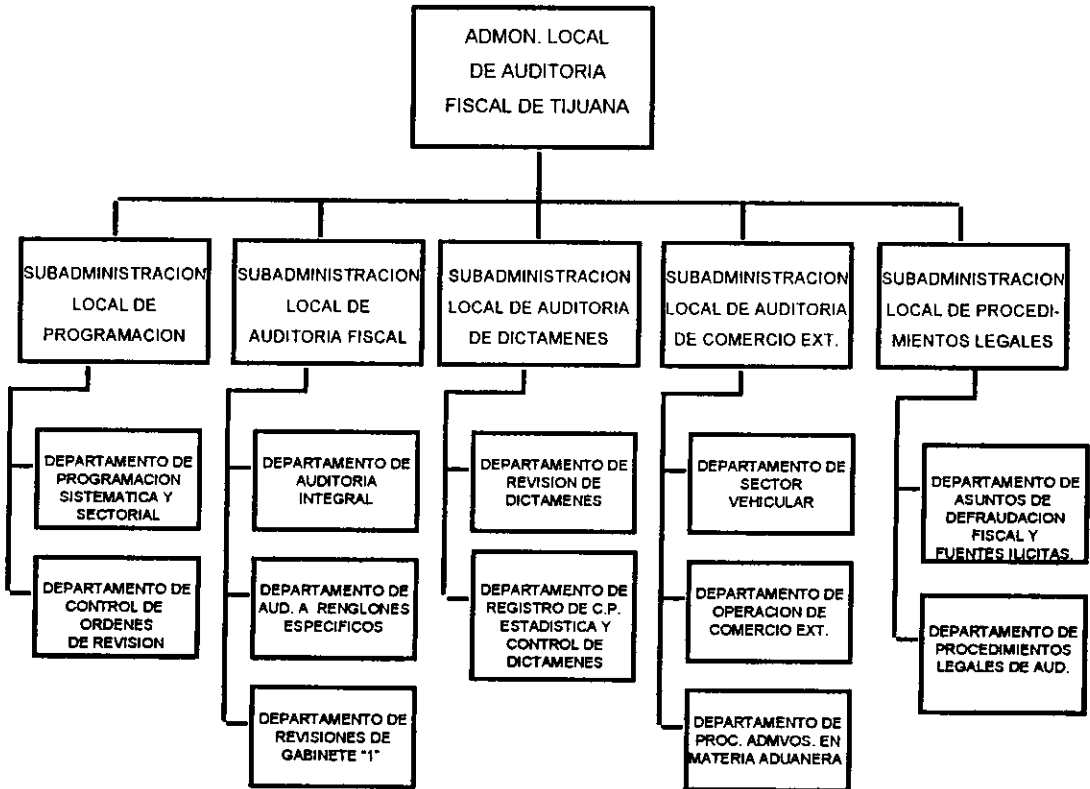 ADMON. LOCAL
DE AUDITORIA
FISCAL DE TIJUANA
SUBADMINISTRACION
LOCAL DE
PROGRAMACION
SUBADMINISTRACION
LOCAL DE
AUDITORIA FISCAL
SUBADMINISTRACION
LOCAL DE AUDITORIA
DE DICTAMENES
SUBADMINISTRACION
LOCAL DE AUDITORIA
DE COMERCIO EXT.
SUBADMINISTRACION
LOCAL DE PROCEDI-
MIENTOS LEGALES
DEPARTAMENTO DE
PROGRAMACION
SISTEMATICA Y
SECTORIAL
DEPARTAMENTO DE
CONTROL DE
ORDENES
DE REVISION
DEPARTAMENTO DE
AUDITORIA
INTEGRAL
DEPARTAMENTO DE
AUD. A RENGLONES
ESPECIFICOS
DEPARTAMENTO DE
REVISIONES DE
GABINETE "1"
DEPARTAMENTO DE
REVISION DE
DICTAMENES
DEPARTAMENTO DE
REGISTRO DE C.P.
ESTADISTICA Y
CONTROL DE
DICTAMENES
DEPARTAMENTO DE
SECTOR
VEHICULAR
DEPARTAMENTO DE
OPERACION DE
COMERCIO EXT.
DEPARTAMENTO DE
PROC. ADMVOS. EN
MATERIA ADUANERA
DEPARTAMENTO DE
ASUNTOS DE
DEFRAUDACION
FISCAL Y
FUENTES ILICITAS.
DEPARTAMENTO DE
PROCEDIMIENTOS
LEGALES DE AUD.